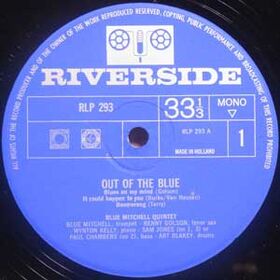 ALL RIGHTS OF THE RECORD PRODUCER AND OF THE OWNER OF THE WORK RESERVED. COPYING, PUBLIC PERFORMANCE AND BROADCASTING OF THIS RECORD PROHIBITED.
RIVERSIDE
RLP 293
33 1/3
MONO
▽
RLP 293 A
1
MADE IN HOLLAND
OUT OF THE BLUE
Blues on my mind (Golson)
It could happen to you (Burke/Van Heusen)
Boomerang (Terry)
BLUE MITCHELL QUINTET
BLUE MITCHELL, trumpet - BENNY GOLSON, tenor sax
WYNTON KELLY, piano - SAM JONES (on 1) or
PAUL CHAMBERS (on 2), bass - ART BLAKEY, drums